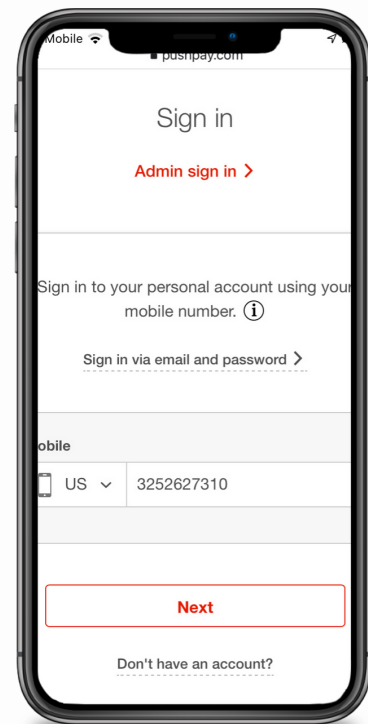 Mobile
pushpay.com
Sign in
Admin sign in >
Sign in to your personal account using your
mobile number. i
Sign in via email and password >
obile
US
3252627310
Next
Don't have an account?